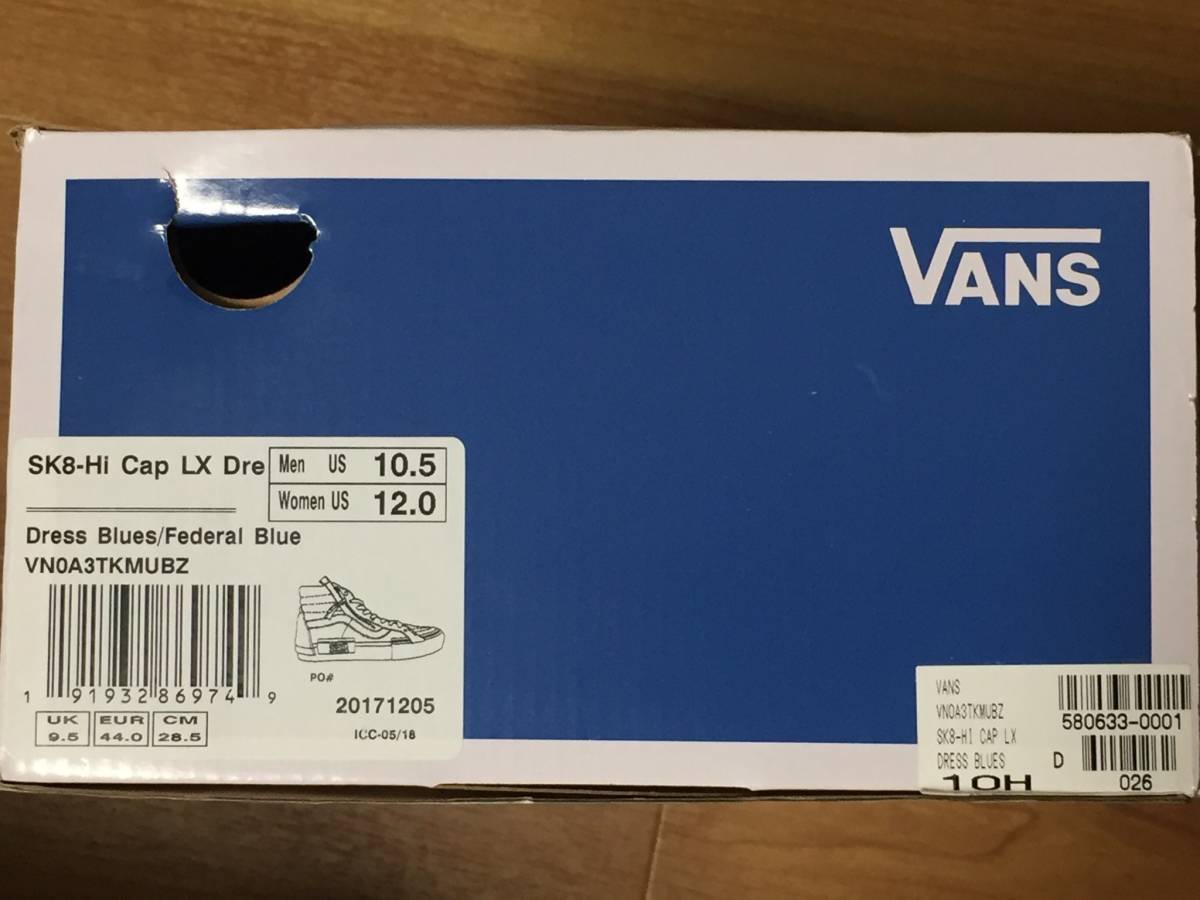 VANS
SK8-Hi Cap LX Dre
Men US 10.5
Women US 12.0
Dress Blues/Federal Blue
VN0A3TKMUBZ
1 91932 86974 9
PO#
20171205
UK 9.5
EUR 44.0
CM 28.5
ICC-05/18
VANS
VN0A3TKMUBZ
580633-0001
SK8-HI CAP LX
DRESS BLUES D
10H
026